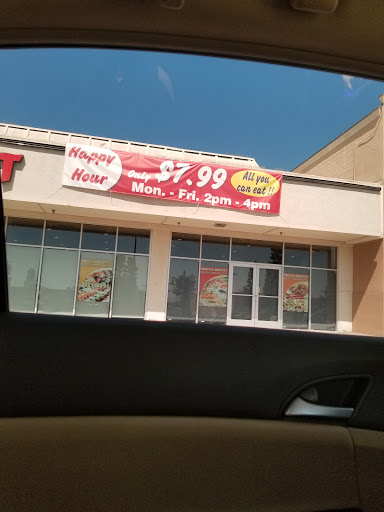 T
Happy
Hour
Only $7.99
Mon. - Fri. 2pm - 4pm
All you
can eat !!